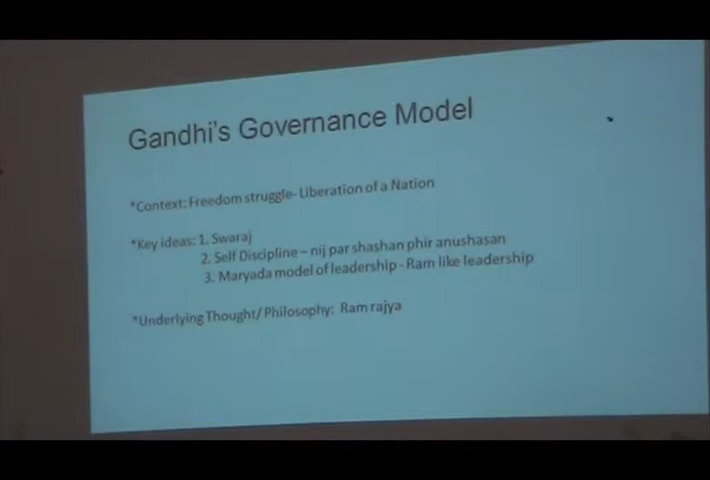 Gandhi's Governance Model
*Context: Freedom struggle- Liberation of a Nation
*Key ideas: 1. Swaraj
2. Self Discipline – nij par shashan phir anushasan
3. Maryada model of leadership - Ram like leadership
*Underlying Thought/ Philosophy: Ram rajya